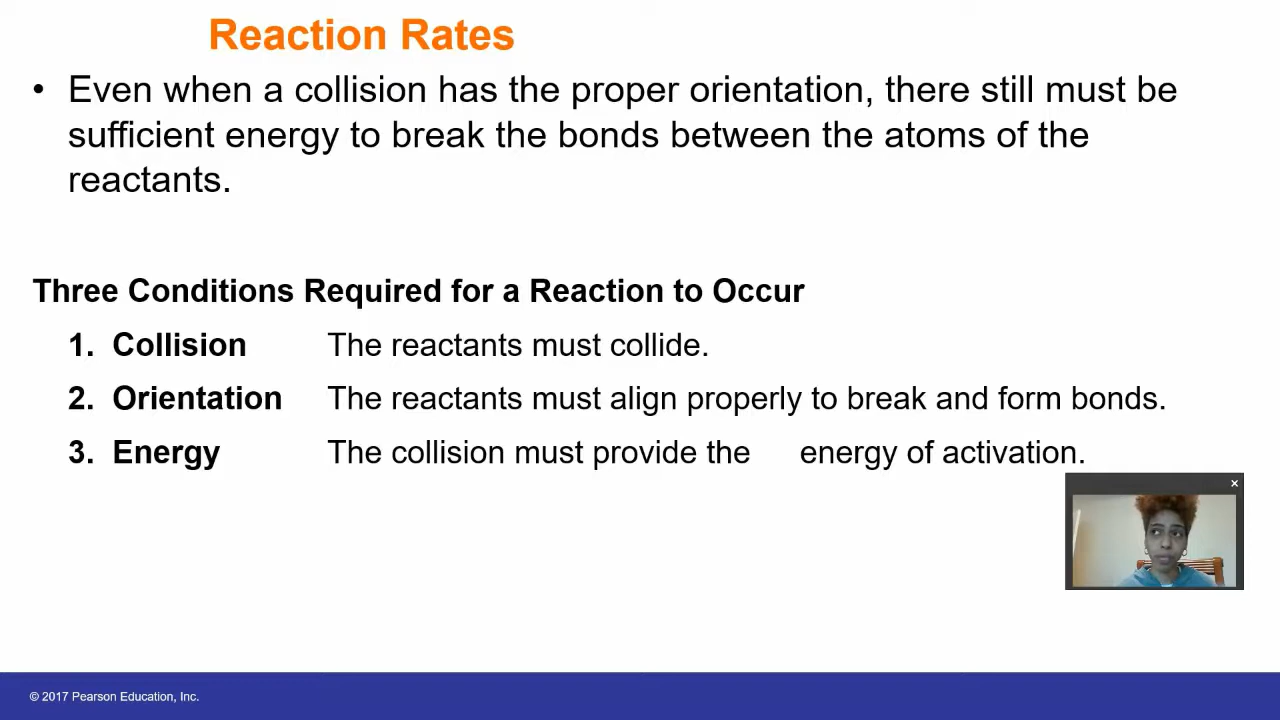 Reaction Rates
• Even when a collision has the proper orientation, there still must be
sufficient energy to break the bonds between the atoms of the
reactants.
Three Conditions Required for a Reaction to Occur
1. Collision The reactants must collide.
2. Orientation The reactants must align properly to break and form bonds.
3. Energy The collision must provide the energy of activation.
© 2017 Pearson Education, Inc.